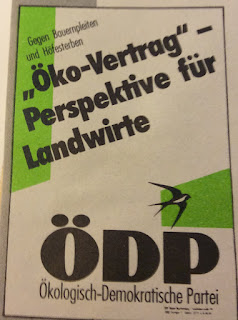 Gegen Bauernpleiten
und Höfesterben
„Öko-Vertrag“ –
Perspektive für
Landwirte
ÖDP
Ökologisch-Demokratische Partei